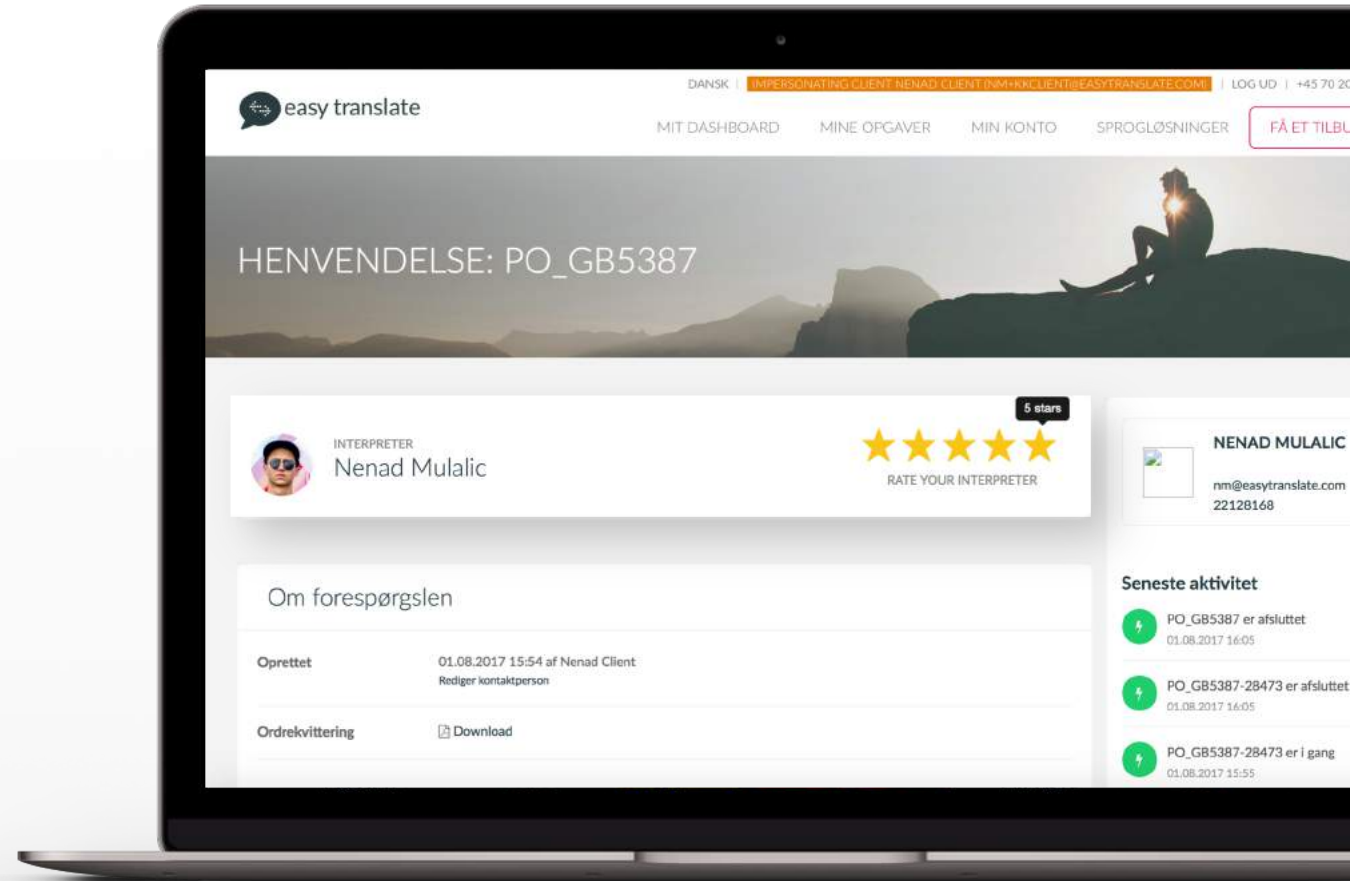 easy translate
DANSK | IMPERSONATING CLIENT NENAD CLIENT (NM+KKCLIENT@EASYTRANSLATE.COM) | LOG UD | +45 70 20
MIT DASHBOARD MINE OPGAVER MIN KONTO SPROGLØSNINGER FÅ ET TILBU
HENVENDELSE: PO_GB5387
5 stars
INTERPRETER
Nenad Mulalic
RATE YOUR INTERPRETER
NENAD MULALIC
nm@easytranslate.com
22128168
Om forespørgslen
Oprettet 01.08.2017 15:54 af Nenad Client
Rediger kontaktperson
Ordrekvittering Download
Seneste aktivitet
PO_GB5387 er afsluttet
01.08.2017 16:05
PO_GB5387-28473 er afsluttet
01.08.2017 16:05
PO_GB5387-28473 er i gang
01.08.2017 15:55